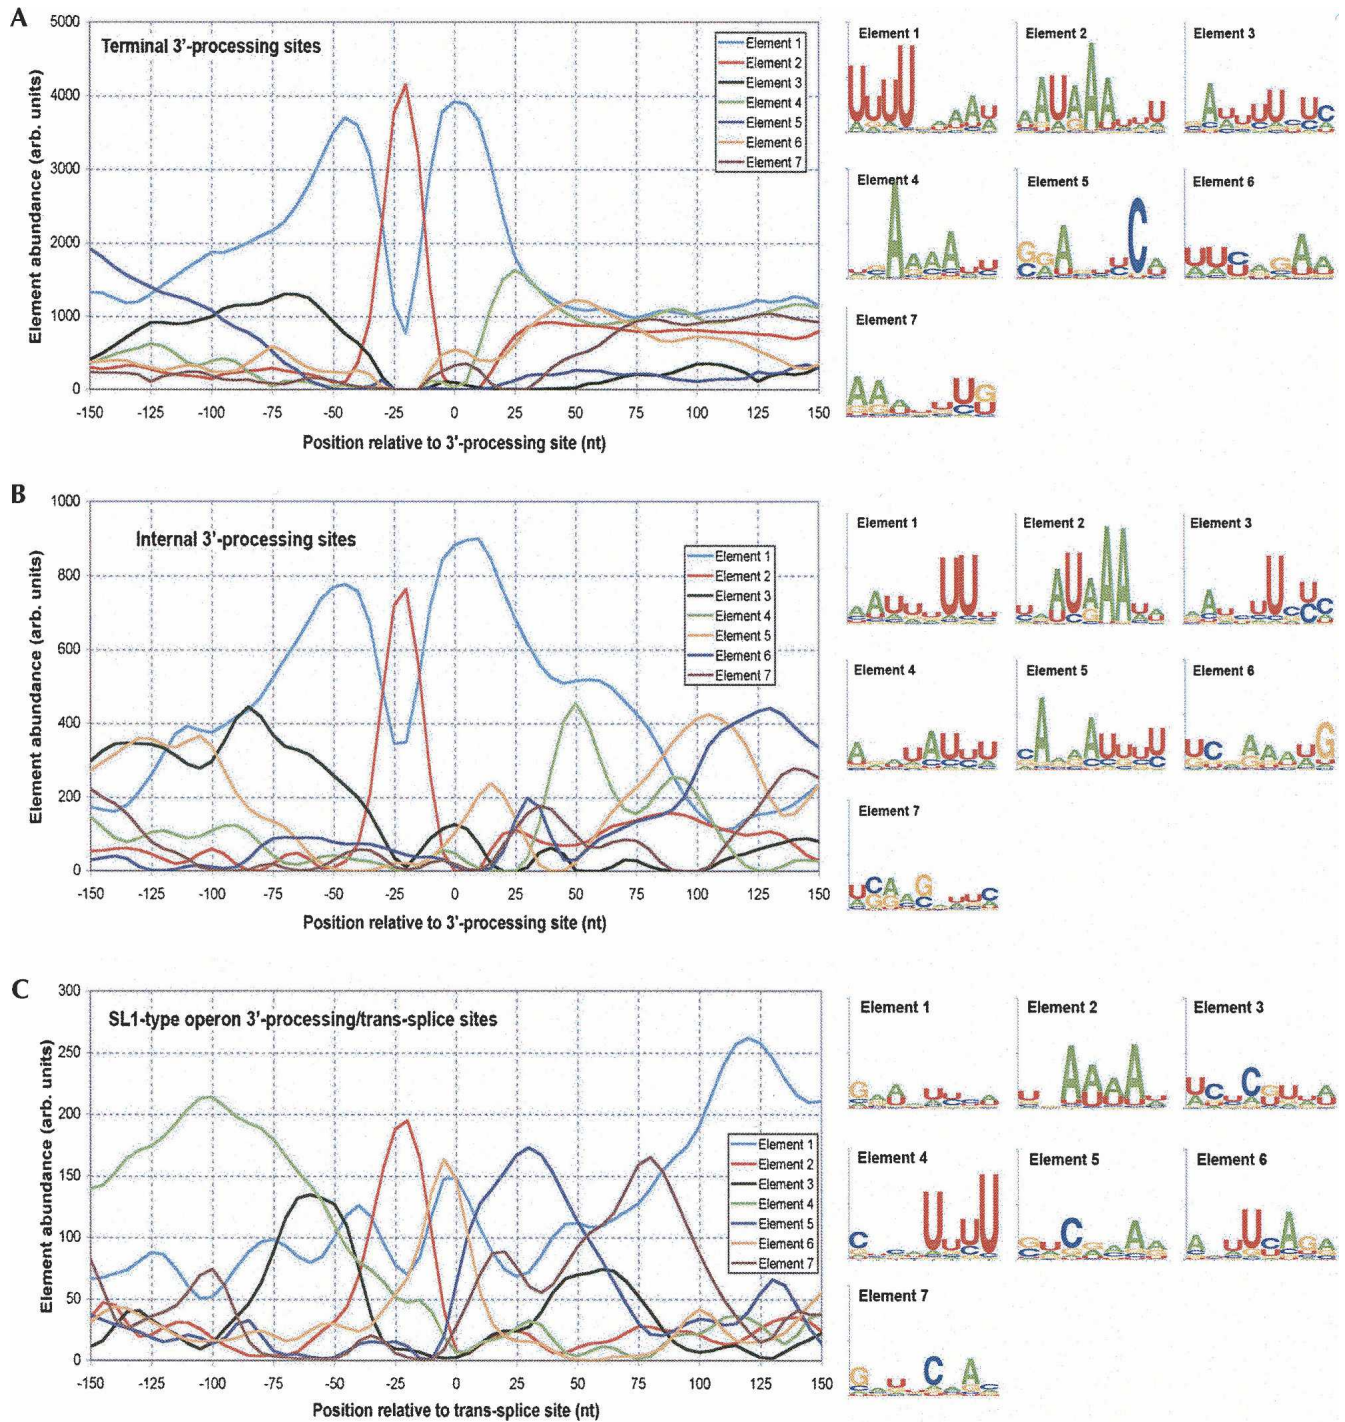 A
Terminal 3'-processing sites
Element abundance (arb. units)
5000
4000
3000
2000
1000
0
-150 -125 -100 -75 -50 -25 0 25 50 75 100 125 150
Position relative to 3'-processing site (nt)
Element 1
Element 2
Element 3
Element 4
Element 5
Element 6
Element 7
Element 1
Element 2
Element 3
Element 4
Element 5
Element 6
Element 7
B
Internal 3'-processing sites
Element abundance (arb. units)
1000
800
600
400
200
0
-150 -125 -100 -75 -50 -25 0 25 50 75 100 125 150
Position relative to 3'-processing site (nt)
Element 1
Element 2
Element 3
Element 4
Element 5
Element 6
Element 7
Element 1
Element 2
Element 3
Element 4
Element 5
Element 6
Element 7
C
SL1-type operon 3'-processing/trans-splice sites
Element abundance (arb. units)
300
250
200
150
100
50
0
-150 -125 -100 -75 -50 -25 0 25 50 75 100 125 150
Position relative to trans-splice site (nt)
Element 1
Element 2
Element 3
Element 4
Element 5
Element 6
Element 7
Element 1
Element 2
Element 3
Element 4
Element 5
Element 6
Element 7